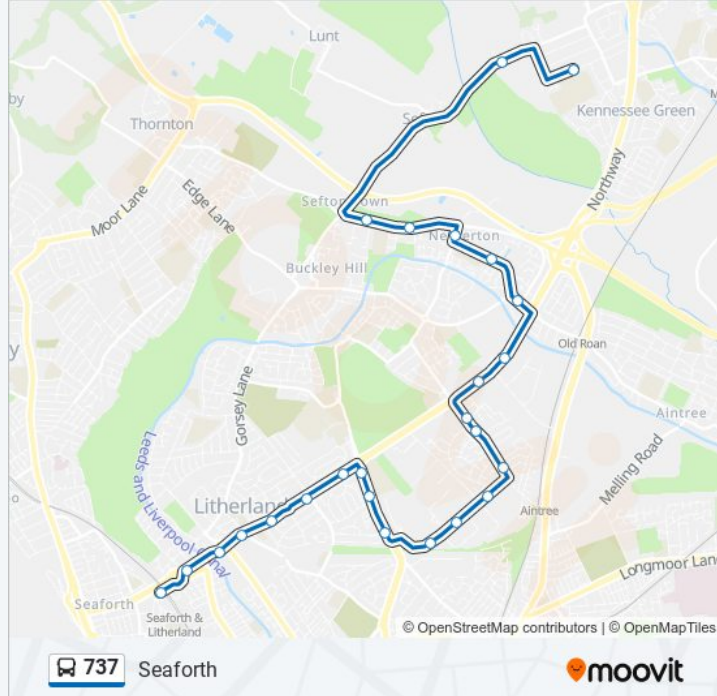 Lunt
by
Thornton
Kennessee Green
Moor Lane
Edge Lane
Northway
Sefton Town
Buckley Hill
Old Roan
Gorsey Lane
Aintree
Leeds and Liverpool Canal
Melling Road
Litherland
Aintree
Longmoor Lan
Seaforth
Seaforth &
Litherland
© OpenStreetMap contributors | © OpenMapTiles
737 Seaforth
moovit